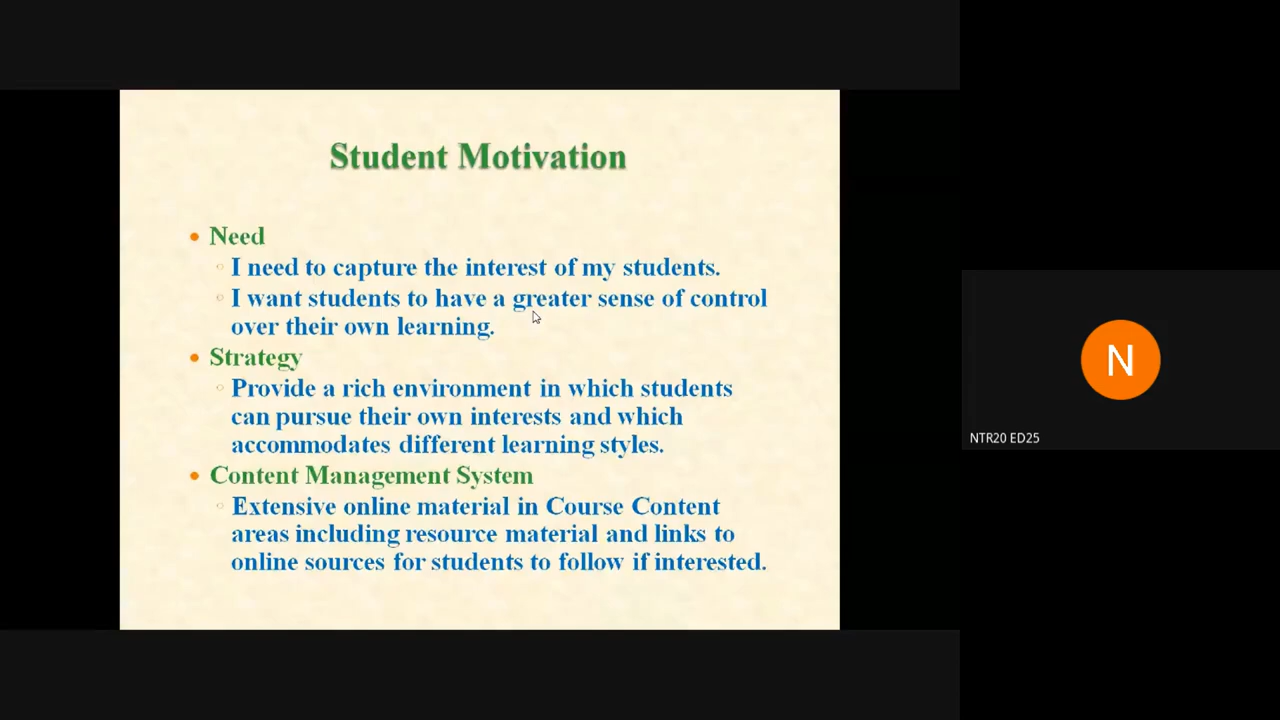 Student Motivation
Need
I need to capture the interest of my students.
I want students to have a greater sense of control
over their own learning.
Strategy
Provide a rich environment in which students
can pursue their own interests and which
accommodates different learning styles.
Content Management System
Extensive online material in Course Content
areas including resource material and links to
online sources for students to follow if interested.
N
NTR20 ED25